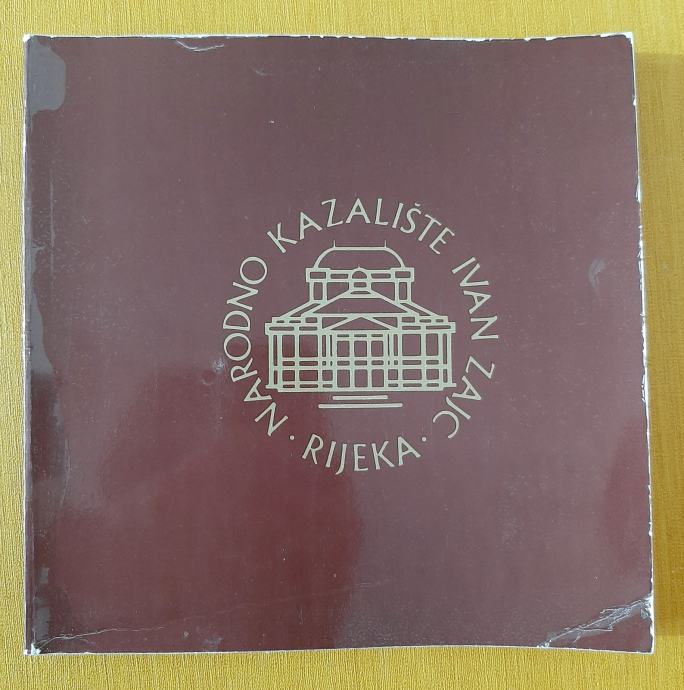 NARODNO KAZALIŠTE IVAN ZAJC
· RIJEKA ·